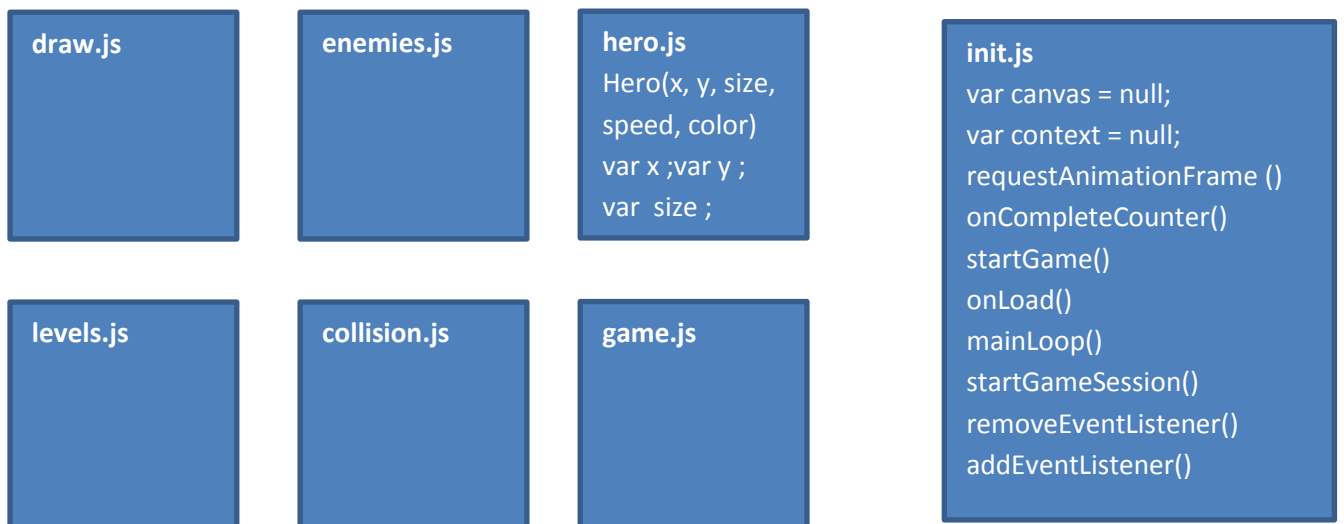 draw.js
enemies.js
hero.js
Hero(x, y, size,
speed, color)
var x ;var y ;
var  size ;
levels.js
collision.js
game.js
init.js
var canvas = null;
var context = null;
requestAnimationFrame ()
onCompleteCounter()
startGame()
onLoad()
mainLoop()
startGameSession()
removeEventListener()
addEventListener()